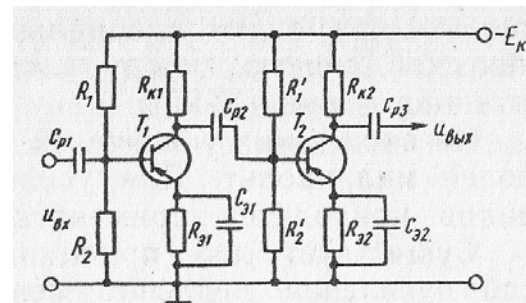 -Eк
R1
Rк1
R1'
Rк2
Cр2
Cр3
T1
T2
Cр1
uвых
uвх
R2
Rэ1
Cэ1
R2'
Rэ2
Cэ2